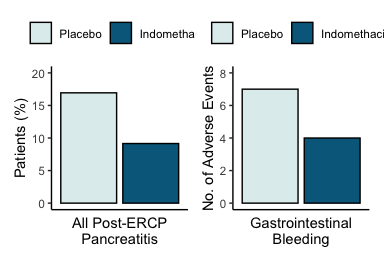 Placebo Indometha Placebo Indomethaci
Patients (%)
20
15
10
5
0
All Post-ERCP
Pancreatitis
No. of Adverse Events
8
6
4
2
0
Gastrointestinal
Bleeding